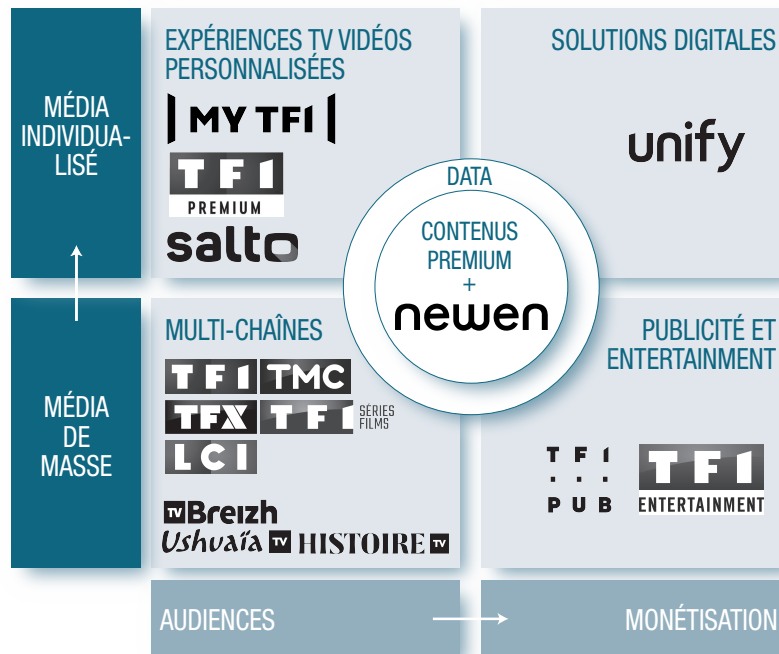 MÉDIA
INDIVIDUA-
LISÉ
EXPÉRIENCES TV VIDÉOS
PERSONNALISÉES
MY TF1
TF1
PREMIUM
salto
SOLUTIONS DIGITALES
unify
DATA
CONTENUS
PREMIUM
+
newen
MÉDIA
DE
MASSE
MULTI-CHAÎNES
TF1 TMC
TFX TF1 SÉRIES
FILMS
LCI
TV Breizh
Ushuaïa TV HISTOIRE TV
PUBLICITÉ ET
ENTERTAINMENT
TF1
...
PUB
TF1
ENTERTAINMENT
AUDIENCES
MONÉTISATION